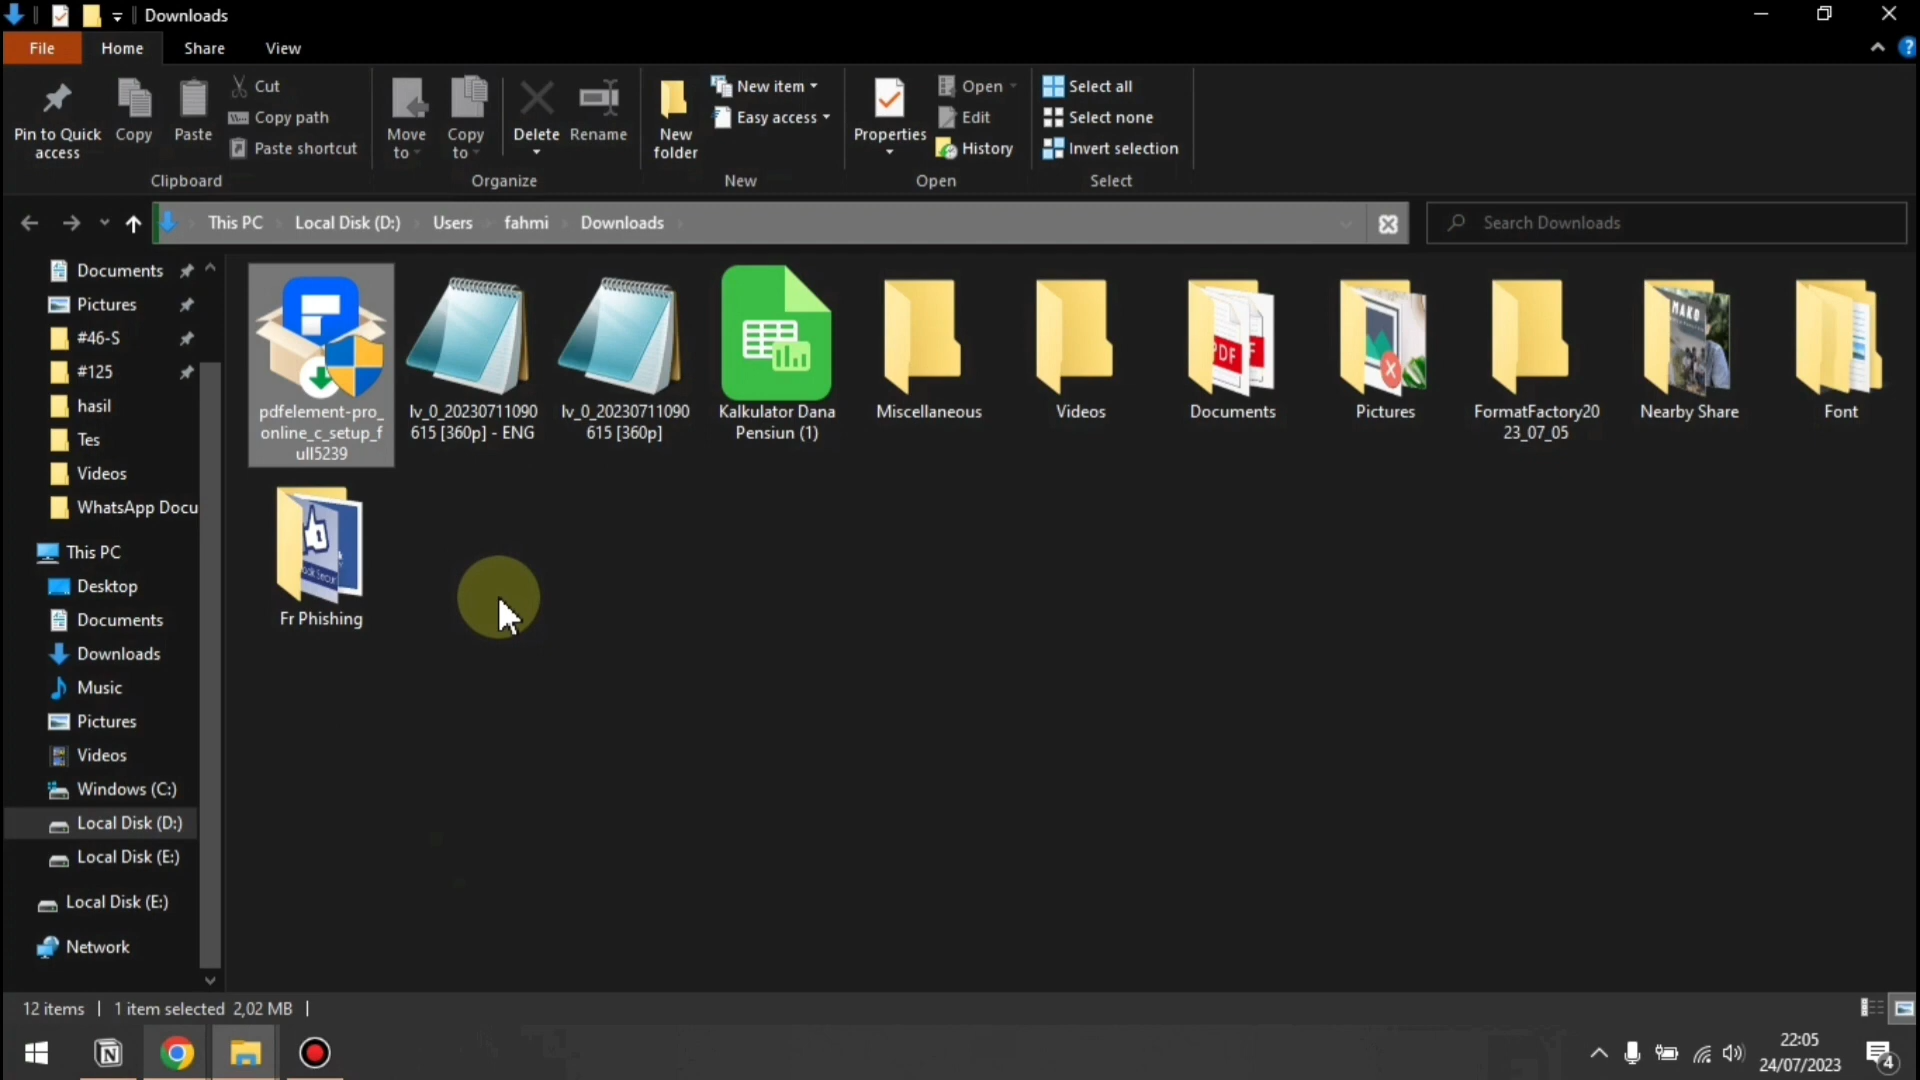 Downloads
File Home Share View
Pin to Quick access
Copy
Paste
Cut
Copy path
Paste shortcut
Clipboard
Move to
Copy to
Delete
Rename
Organize
New folder
New item
Easy access
New
Properties
Open
Edit
History
Open
Select all
Select none
Invert selection
Select
This PC Local Disk (D:) Users fahmi Downloads
Search Downloads
Documents
Pictures
#46-S
#125
hasil
Tes
Videos
WhatsApp Docu
This PC
Desktop
Documents
Downloads
Music
Pictures
Videos
Windows (C:)
Local Disk (D:)
Local Disk (E:)
Local Disk (E:)
Network
pdfelement-pro_
online_c_setup_f
ull5239
lv_0_20230711090
615 [360p] - ENG
lv_0_20230711090
615 [360p]
Kalkulator Dana
Pensiun (1)
Miscellaneous
Videos
PDF
Documents
Pictures
FormatFactory20
23_07_05
MAKO
Nearby Share
Font
Fr Phishing
12 items 1 item selected 2,02 MB
22:05
24/07/2023
4